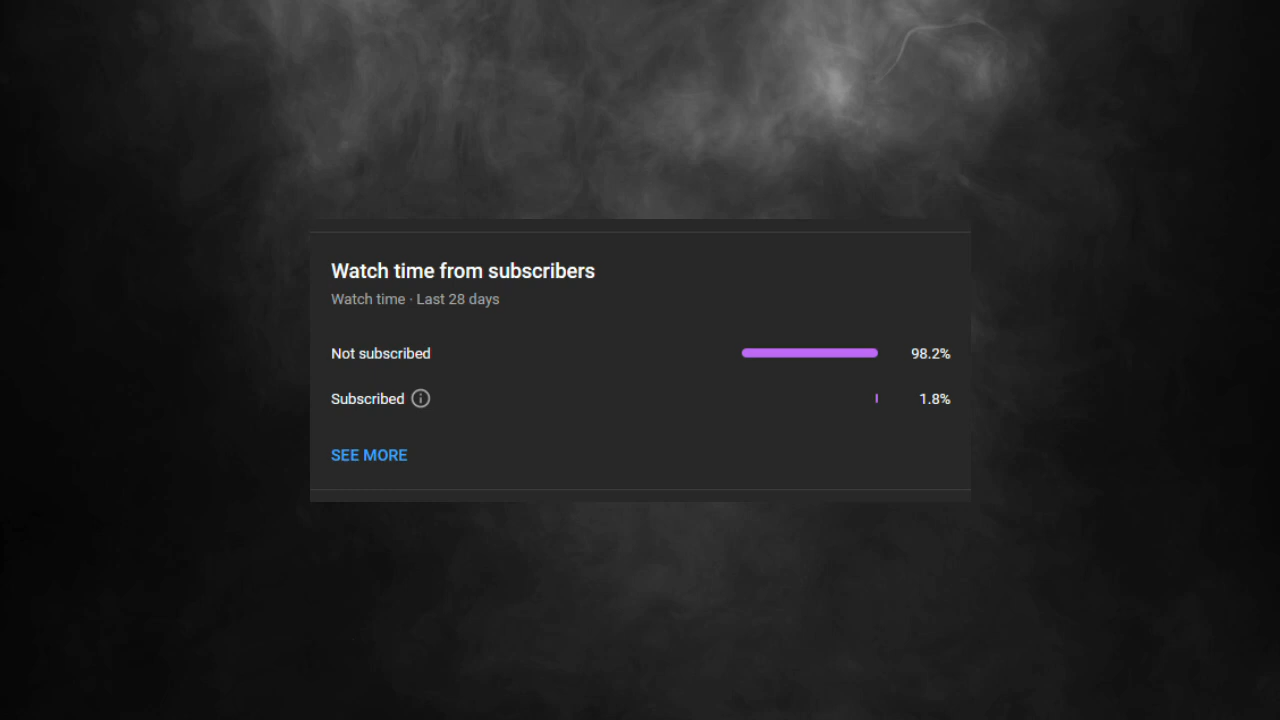 Watch time from subscribers
Watch time · Last 28 days
Not subscribed 98.2%
Subscribed 1.8%
SEE MORE